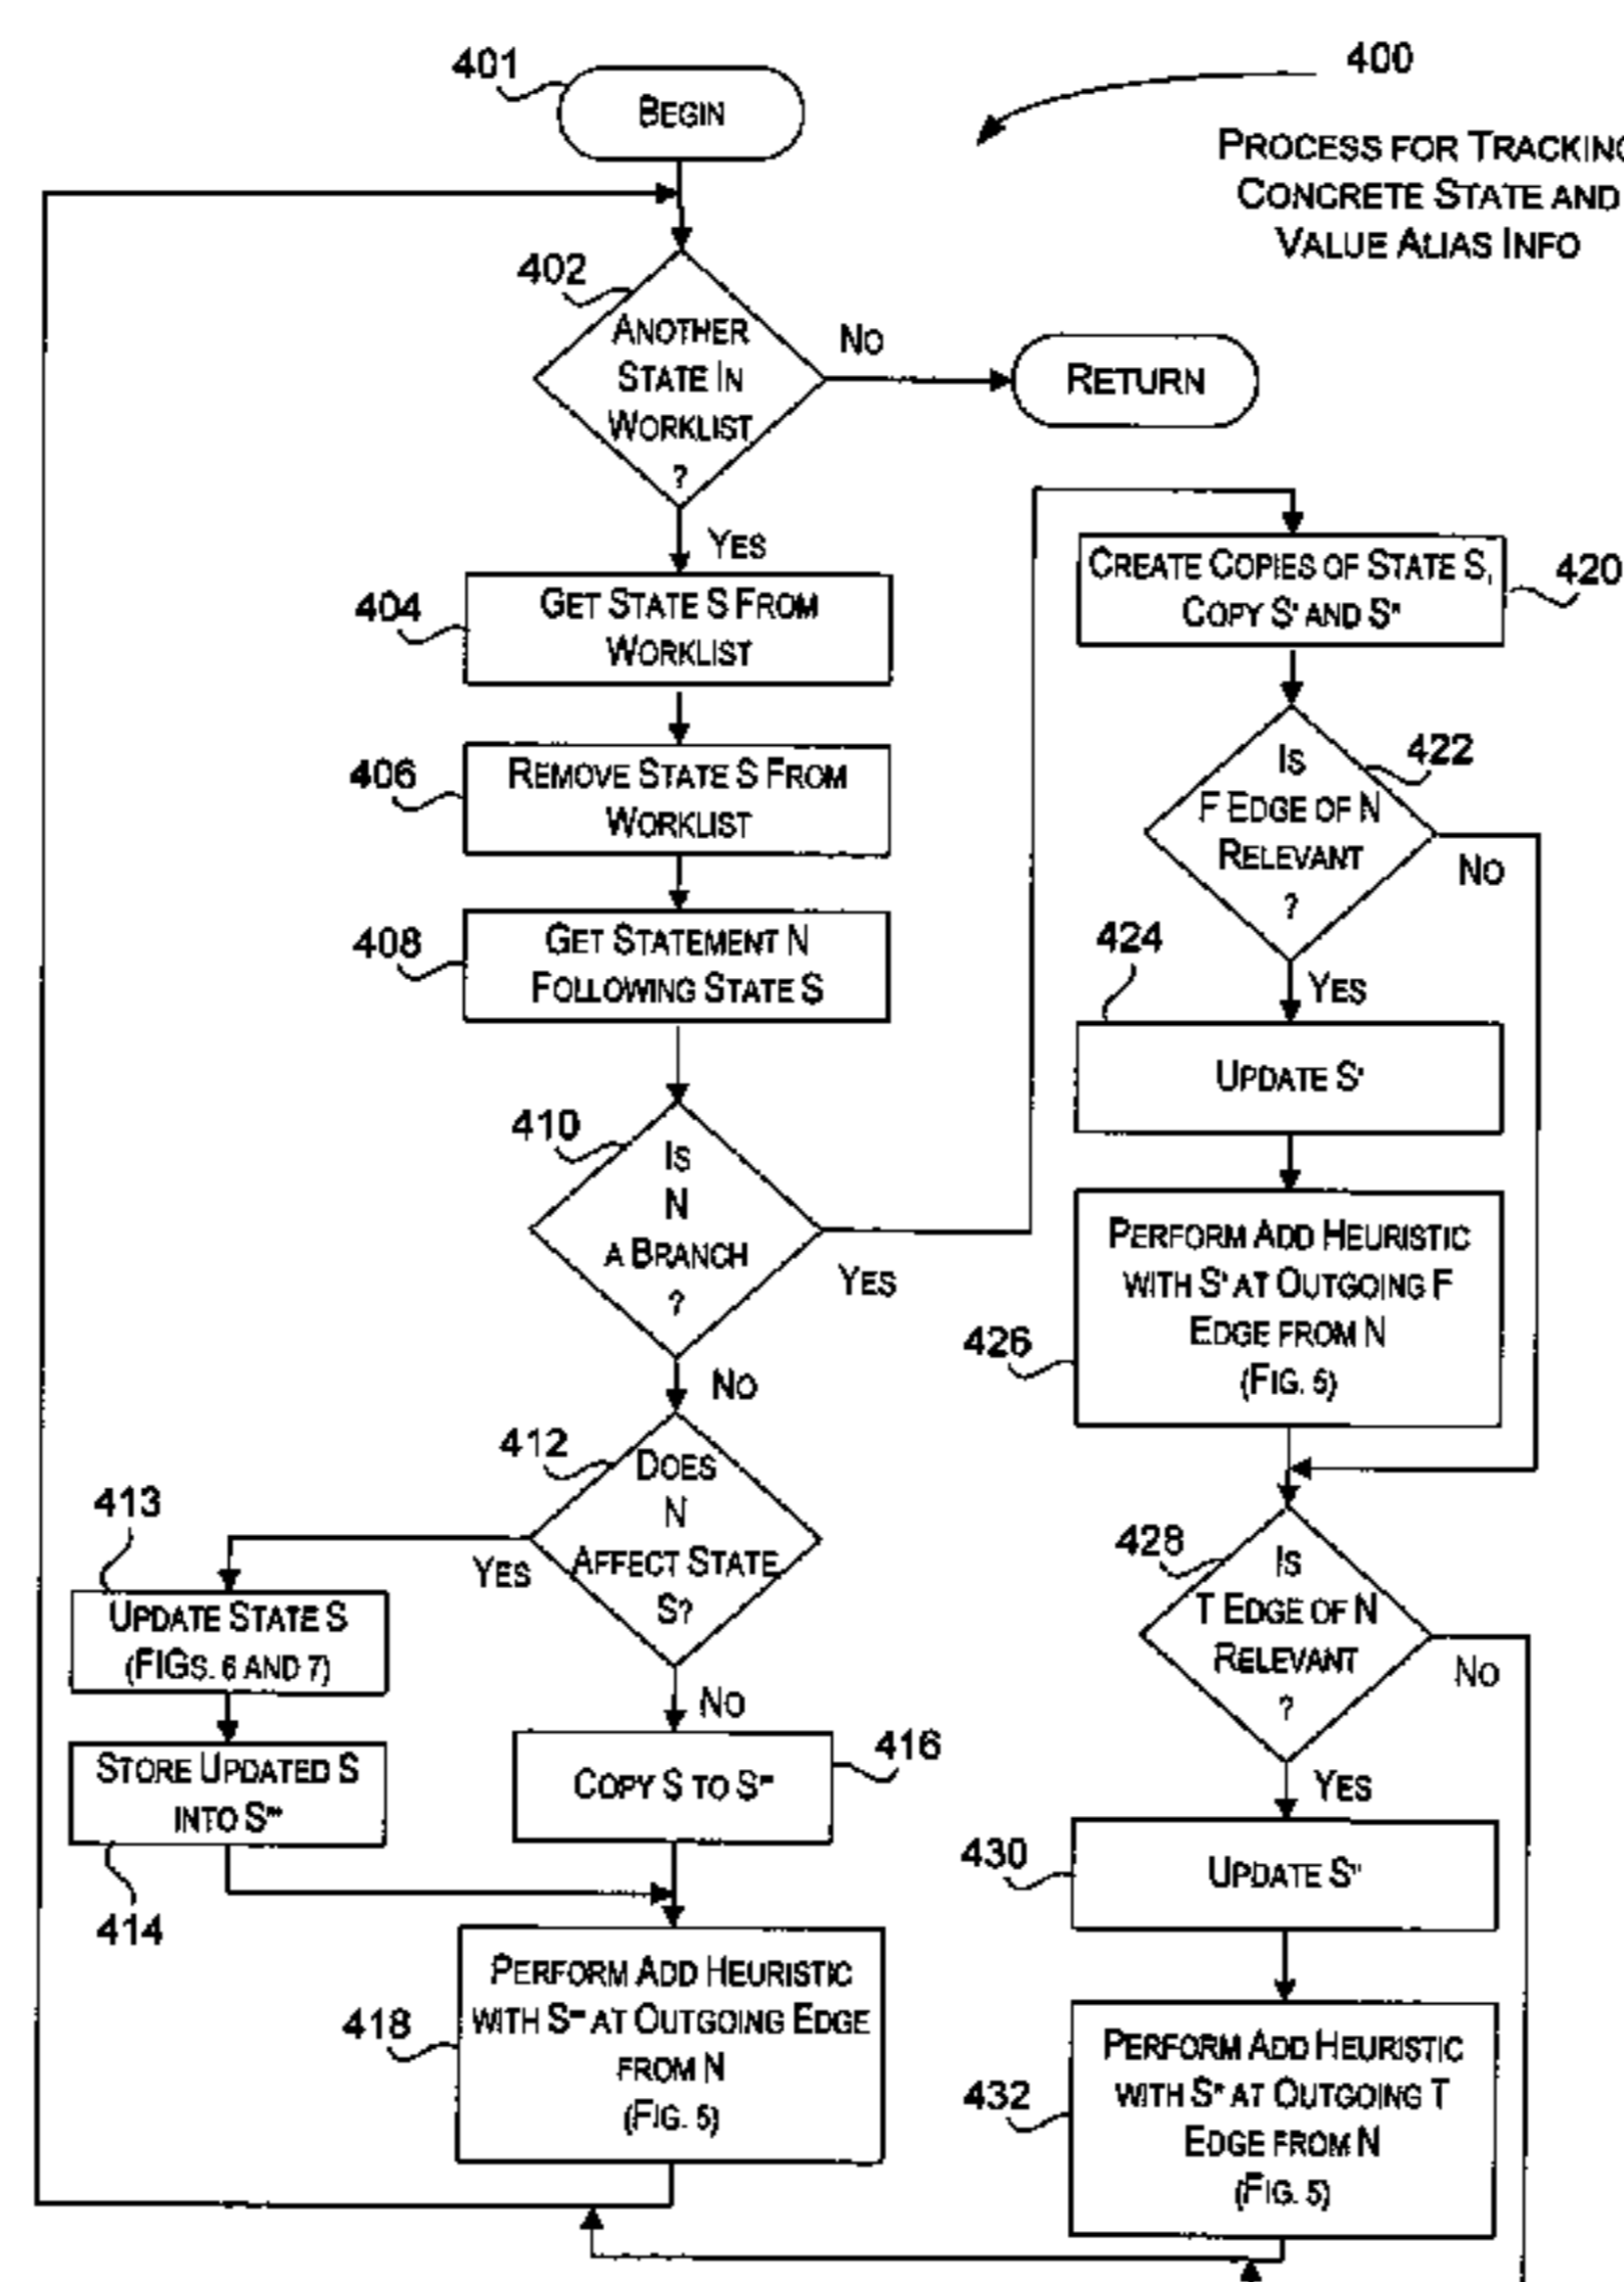 400
PROCESS FOR TRACKING
CONCRETE STATE AND
VALUE ALIAS INFO
401
BEGIN
402
ANOTHER
STATE IN
WORKLIST
?
NO
RETURN
YES
404
GET STATE S FROM
WORKLIST
406
REMOVE STATE S FROM
WORKLIST
408
GET STATEMENT N
FOLLOWING STATE S
410
IS
N
A BRANCH
?
YES
NO
412
DOES
N
AFFECT STATE
S?
YES
NO
413
UPDATE STATE S
(FIGS. 6 AND 7)
STORE UPDATED S
INTO S'''
414
416
COPY S TO S'''
418
PERFORM ADD HEURISTIC
WITH S''' AT OUTGOING EDGE
FROM N
(FIG. 5)
CREATE COPIES OF STATE S,
COPY S' AND S"
420
IS
F EDGE OF N
RELEVANT
?
422
NO
YES
424
UPDATE S'
426
PERFORM ADD HEURISTIC
WITH S' AT OUTGOING F
EDGE FROM N
(FIG. 5)
428
IS
T EDGE OF N
RELEVANT
?
NO
YES
430
UPDATE S"
432
PERFORM ADD HEURISTIC
WITH S" AT OUTGOING T
EDGE FROM N
(FIG. 5)